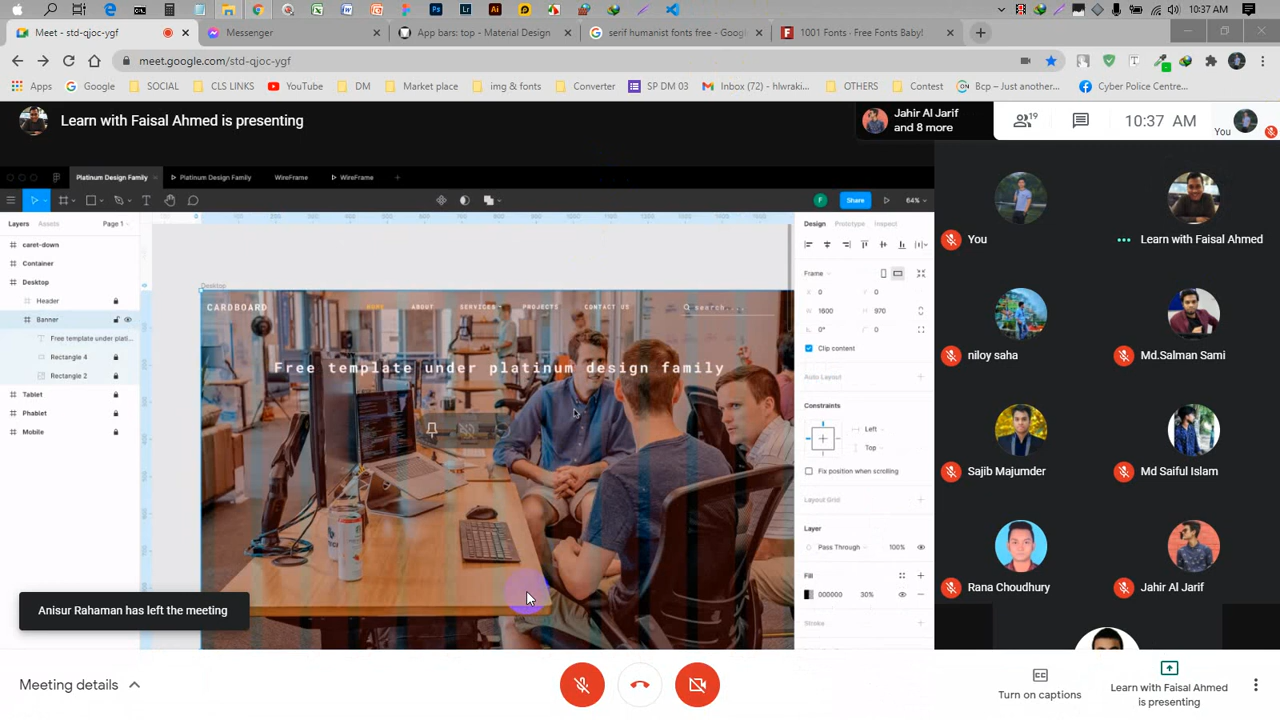 10:37 AM
Meet - std-qjoc-ygf
Messenger
App bars: top - Material Design
serif humanist fonts free - Googl
1001 Fonts · Free Fonts Baby!
meet.google.com/std-qjoc-ygf
Apps
Google
SOCIAL
CLS LINKS
YouTube
DM
Market place
img & fonts
Converter
SP DM 03
Inbox (72) - hlwraki...
OTHERS
Contest
Bcp – Just another...
Cyber Police Centre...
Learn with Faisal Ahmed is presenting
Jahir Al Jarif
and 8 more
19
10:37 AM
You
Platinum Design Family
Platinum Design Family
WireFrame
WireFrame
F
Share
64%
Layers
Assets
Page 1
caret-down
Container
Desktop
Header
Banner
Free template under plati...
Rectangle 4
Rectangle 2
Tablet
Phablet
Mobile
Desktop
CARDBOARD
HOME
ABOUT
SERVICES
PROJECTS
CONTACT US
search....
Free template under platinum design family
Design
Prototype
Inspect
Frame
X
0
Y
0
W
1600
H
970
0°
0
Clip content
Auto Layout
Constraints
Left
Top
Fix position when scrolling
Layout Grid
Layer
Pass Through
100%
Fill
000000
30%
Stroke
You
Learn with Faisal Ahmed
niloy saha
Md.Salman Sami
Sajib Majumder
Md Saiful Islam
Rana Choudhury
Jahir Al Jarif
Anisur Rahaman has left the meeting
Meeting details
Turn on captions
Learn with Faisal Ahmed
is presenting